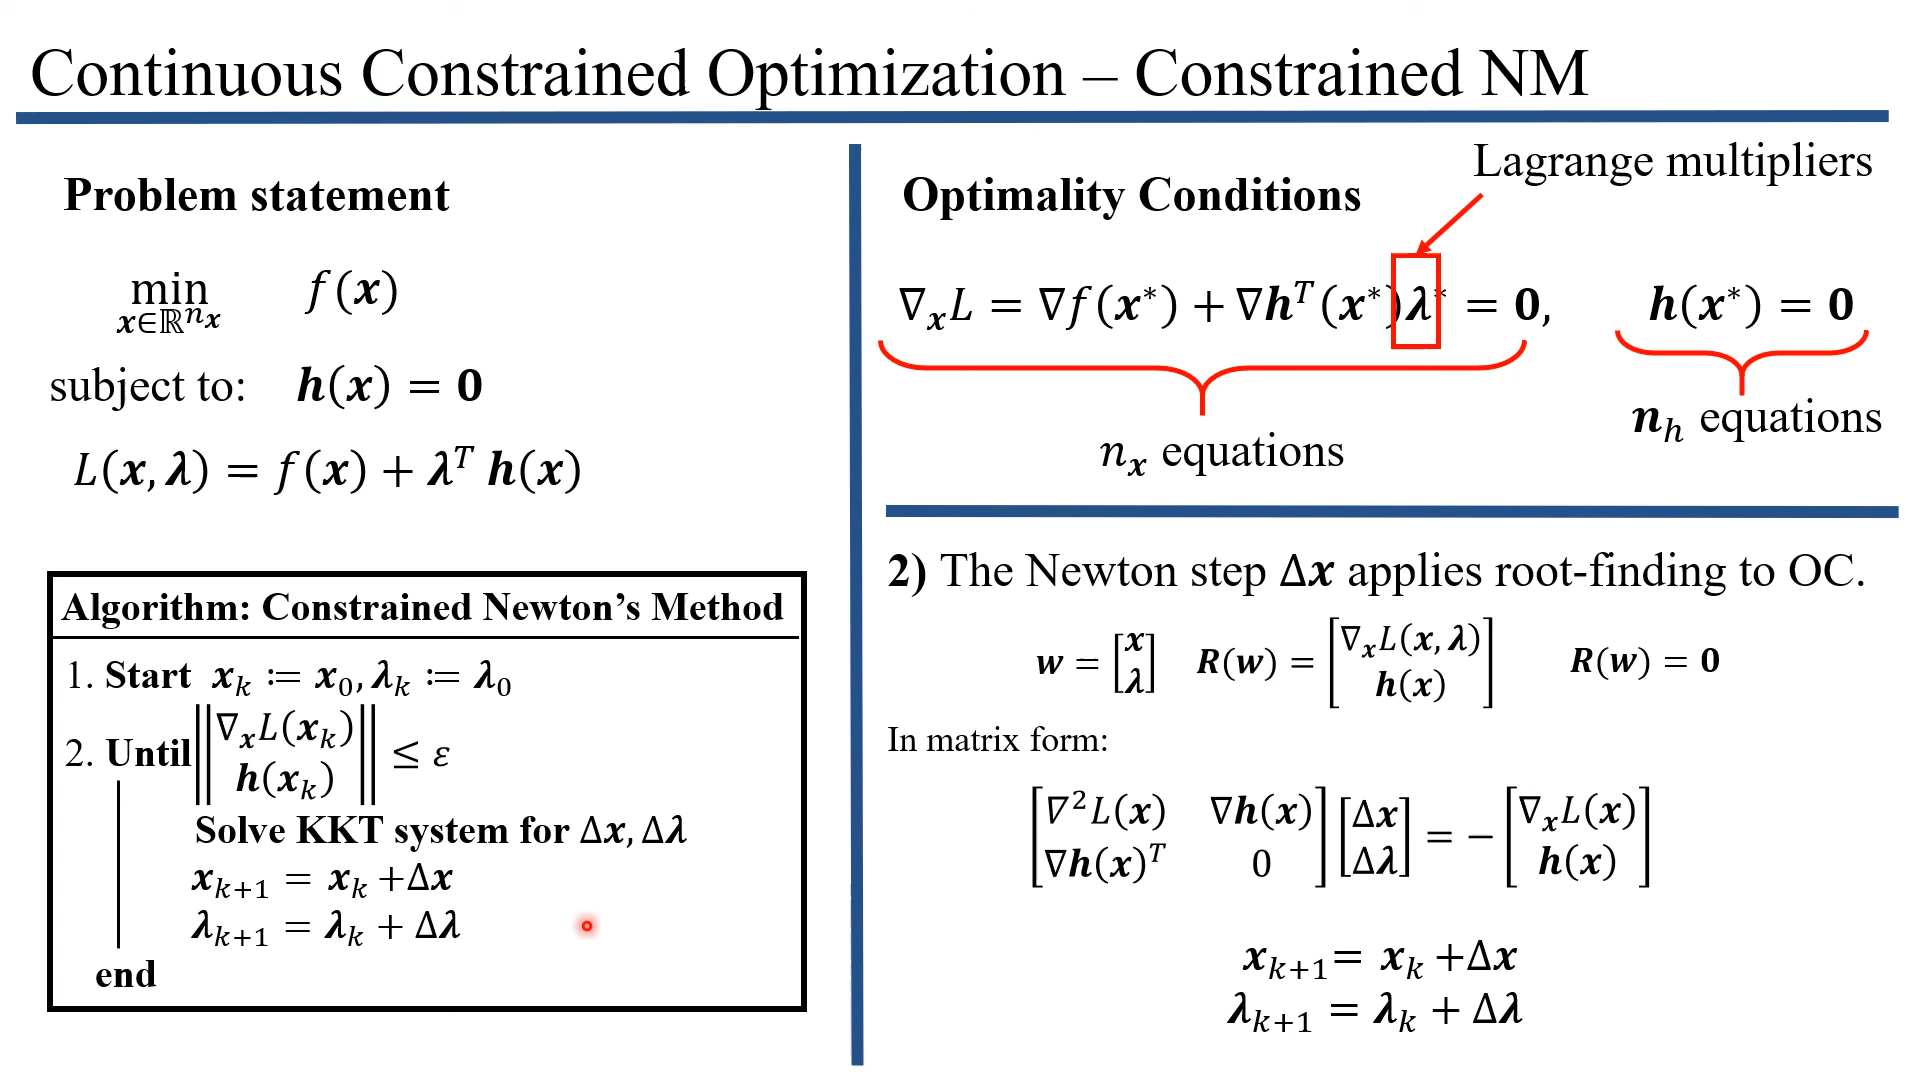 Continuous Constrained Optimization – Constrained NM
Problem statement
min f(x)
x∈ℝ^{n_x}
subject to: h(x) = 0
L(x, λ) = f(x) + λ^T h(x)
Algorithm: Constrained Newton’s Method
1. Start x_k := x_0, λ_k := λ_0
2. Until ‖[∇_x L(x_k); h(x_k)]‖ ≤ ε
Solve KKT system for Δx, Δλ
x_{k+1} = x_k + Δx
λ_{k+1} = λ_k + Δλ
end
Lagrange multipliers
Optimality Conditions
∇_x L = ∇f(x*) + ∇h^T(x*)λ* = 0, h(x*) = 0
n_x equations
n_h equations
2) The Newton step Δx applies root-finding to OC.
w = [x; λ] R(w) = [∇_x L(x, λ); h(x)] R(w) = 0
In matrix form:
[∇²L(x) ∇h(x); ∇h(x)^T 0] [Δx; Δλ] = − [∇_x L(x); h(x)]
x_{k+1} = x_k + Δx
λ_{k+1} = λ_k + Δλ